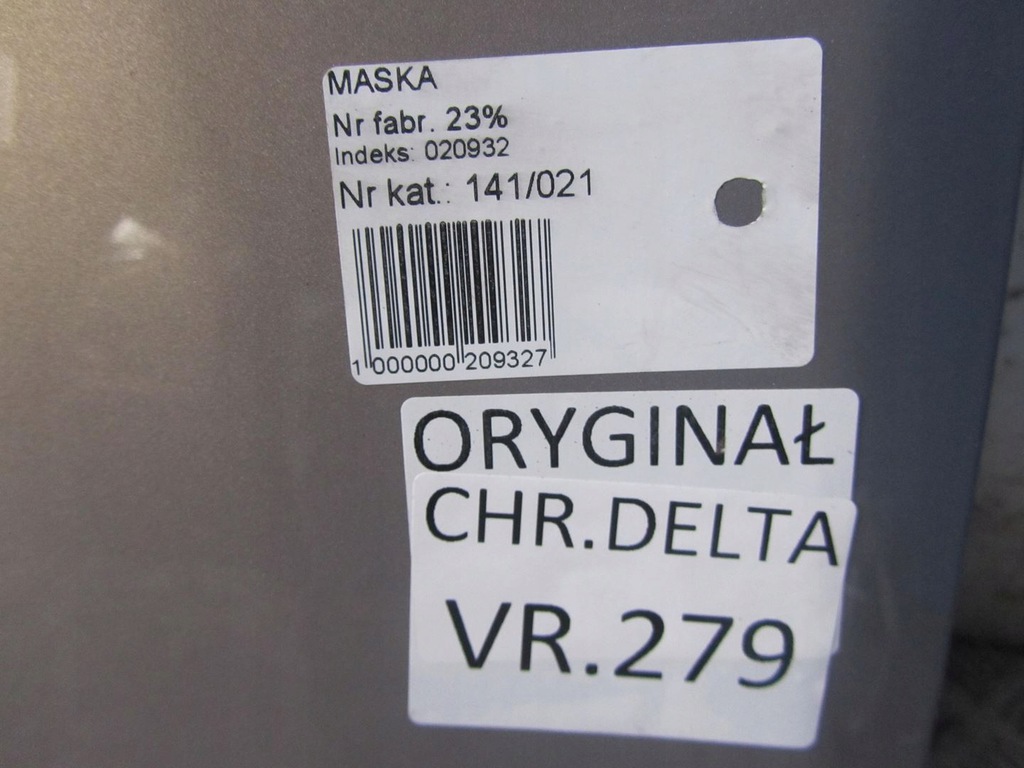 MASKA
Nr fabr. 23%
Indeks: 020932
Nr kat.: 141/021
1 000000 209327
ORYGINAŁ
CHR.DELTA
VR.279